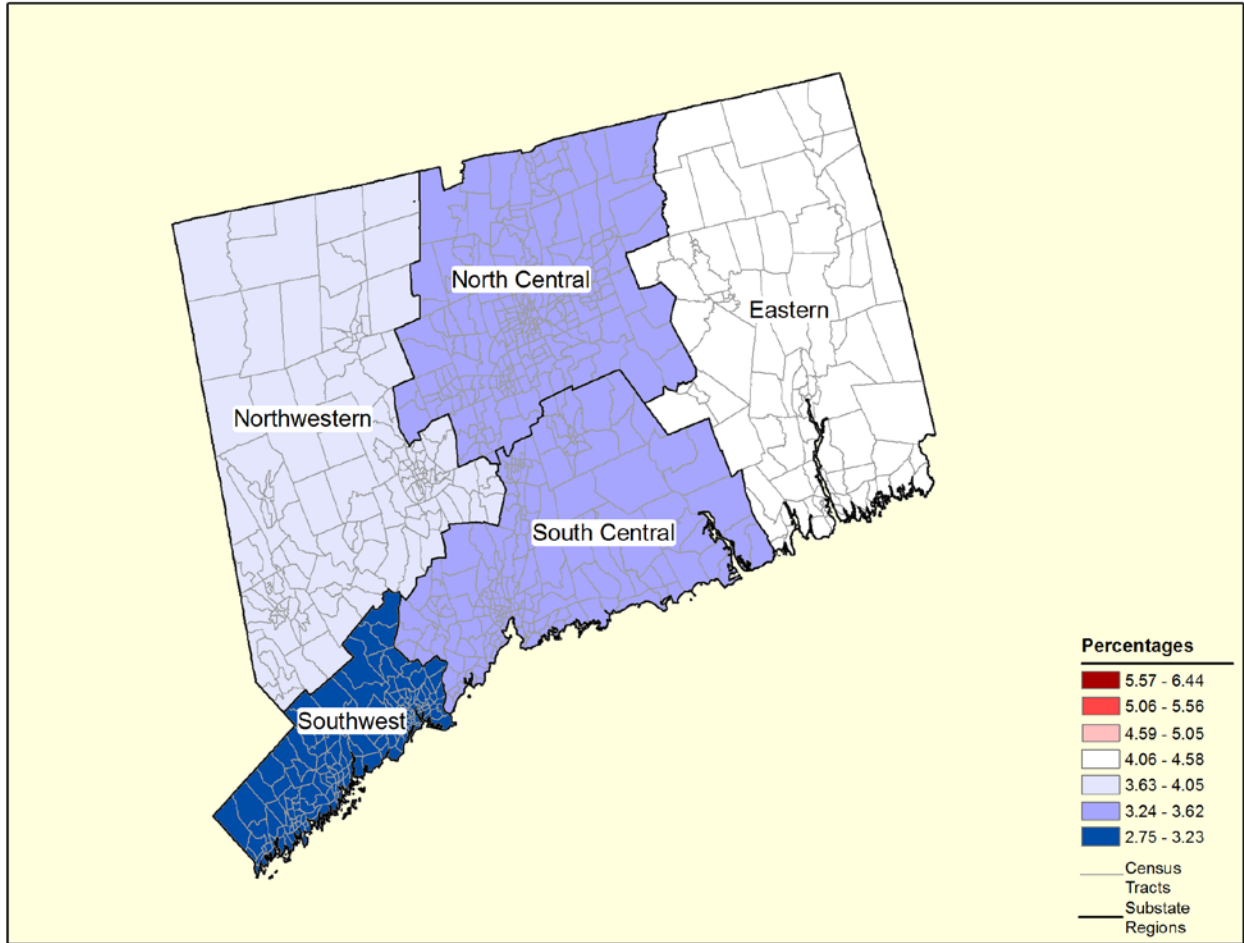 North Central
Eastern
Northwestern
South Central
Southwest
Percentages
5.57 - 6.44
5.06 - 5.56
4.59 - 5.05
4.06 - 4.58
3.63 - 4.05
3.24 - 3.62
2.75 - 3.23
Census
Tracts
Substate
Regions